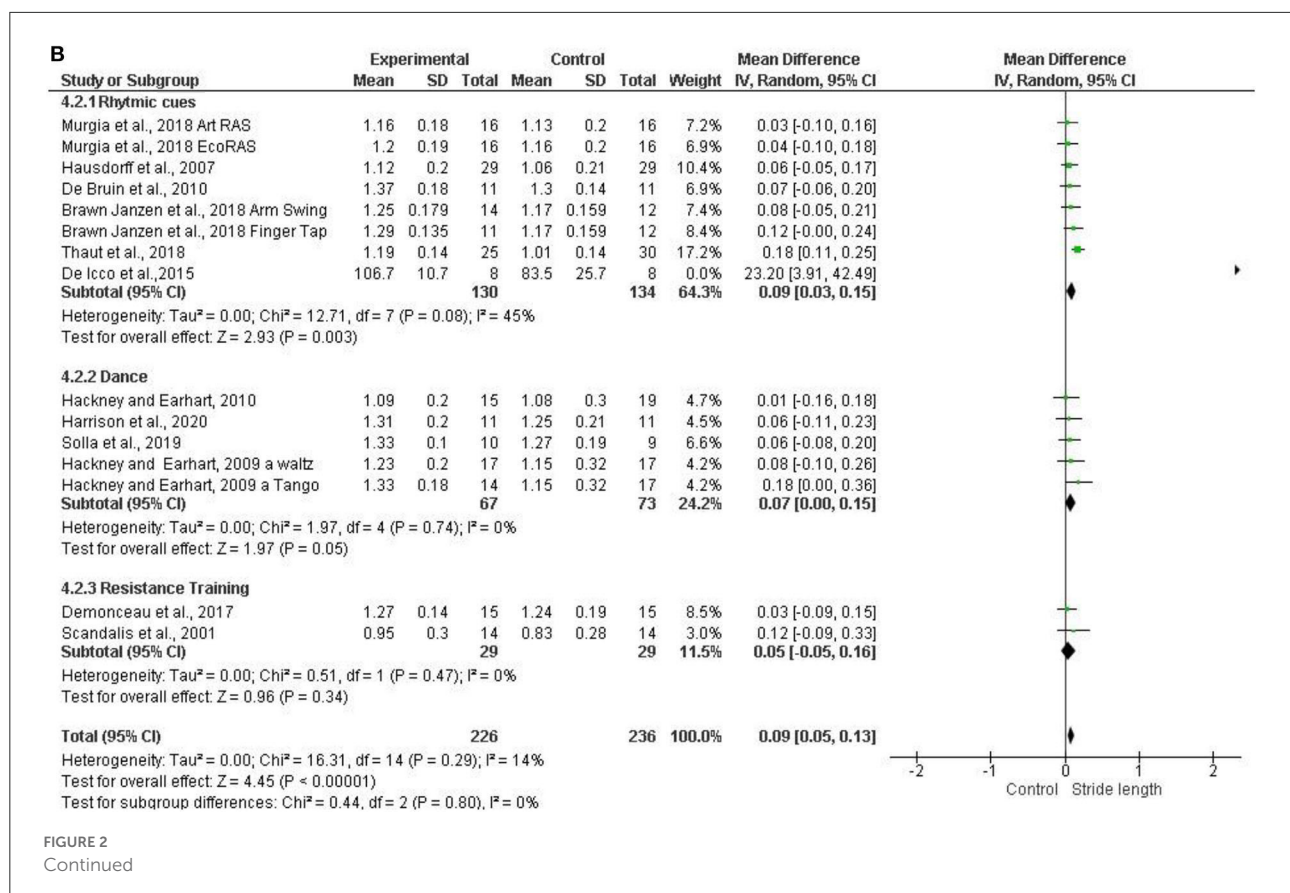 B
Experimental Control Mean Difference Mean Difference
Study or Subgroup Mean SD Total Mean SD Total Weight IV, Random, 95% CI IV, Random, 95% CI
4.2.1 Rhytmic cues
Murgia et al., 2018 Art RAS 1.16 0.18 16 1.13 0.2 16 7.2% 0.03 [-0.10, 0.16]
Murgia et al., 2018 EcoRAS 1.2 0.19 16 1.16 0.2 16 6.9% 0.04 [-0.10, 0.18]
Hausdorff et al., 2007 1.12 0.2 29 1.06 0.21 29 10.4% 0.06 [-0.05, 0.17]
De Bruin et al., 2010 1.37 0.18 11 1.3 0.14 11 6.9% 0.07 [-0.06, 0.20]
Brawn Janzen et al., 2018 Arm Swing 1.25 0.179 14 1.17 0.159 12 7.4% 0.08 [-0.05, 0.21]
Brawn Janzen et al., 2018 Finger Tap 1.29 0.135 11 1.17 0.159 12 8.4% 0.12 [-0.00, 0.24]
Thaut et al., 2018 1.19 0.14 25 1.01 0.14 30 17.2% 0.18 [0.11, 0.25]
De Icco et al.,2015 106.7 10.7 8 83.5 25.7 8 0.0% 23.20 [3.91, 42.49]
Subtotal (95% CI) 130 134 64.3% 0.09 [0.03, 0.15]
Heterogeneity: Tau² = 0.00; Chi² = 12.71, df = 7 (P = 0.08); I² = 45%
Test for overall effect: Z = 2.93 (P = 0.003)
4.2.2 Dance
Hackney and Earhart, 2010 1.09 0.2 15 1.08 0.3 19 4.7% 0.01 [-0.16, 0.18]
Harrison et al., 2020 1.31 0.2 11 1.25 0.21 11 4.5% 0.06 [-0.11, 0.23]
Solla et al., 2019 1.33 0.1 10 1.27 0.19 9 6.6% 0.06 [-0.08, 0.20]
Hackney and Earhart, 2009 a waltz 1.23 0.2 17 1.15 0.32 17 4.2% 0.08 [-0.10, 0.26]
Hackney and Earhart, 2009 a Tango 1.33 0.18 14 1.15 0.32 17 4.2% 0.18 [0.00, 0.36]
Subtotal (95% CI) 67 73 24.2% 0.07 [0.00, 0.15]
Heterogeneity: Tau² = 0.00; Chi² = 1.97, df = 4 (P = 0.74); I² = 0%
Test for overall effect: Z = 1.97 (P = 0.05)
4.2.3 Resistance Training
Demonceau et al., 2017 1.27 0.14 15 1.24 0.19 15 8.5% 0.03 [-0.09, 0.15]
Scandalis et al., 2001 0.95 0.3 14 0.83 0.28 14 3.0% 0.12 [-0.09, 0.33]
Subtotal (95% CI) 29 29 11.5% 0.05 [-0.05, 0.16]
Heterogeneity: Tau² = 0.00; Chi² = 0.51, df = 1 (P = 0.47); I² = 0%
Test for overall effect: Z = 0.96 (P = 0.34)
Total (95% CI) 226 236 100.0% 0.09 [0.05, 0.13]
Heterogeneity: Tau² = 0.00; Chi² = 16.31, df = 14 (P = 0.29); I² = 14%
Test for overall effect: Z = 4.45 (P < 0.00001)
Test for subgroup differences: Chi² = 0.44, df = 2 (P = 0.80), I² = 0%
-2 -1 0 1 2
Control Stride length
FIGURE 2
Continued